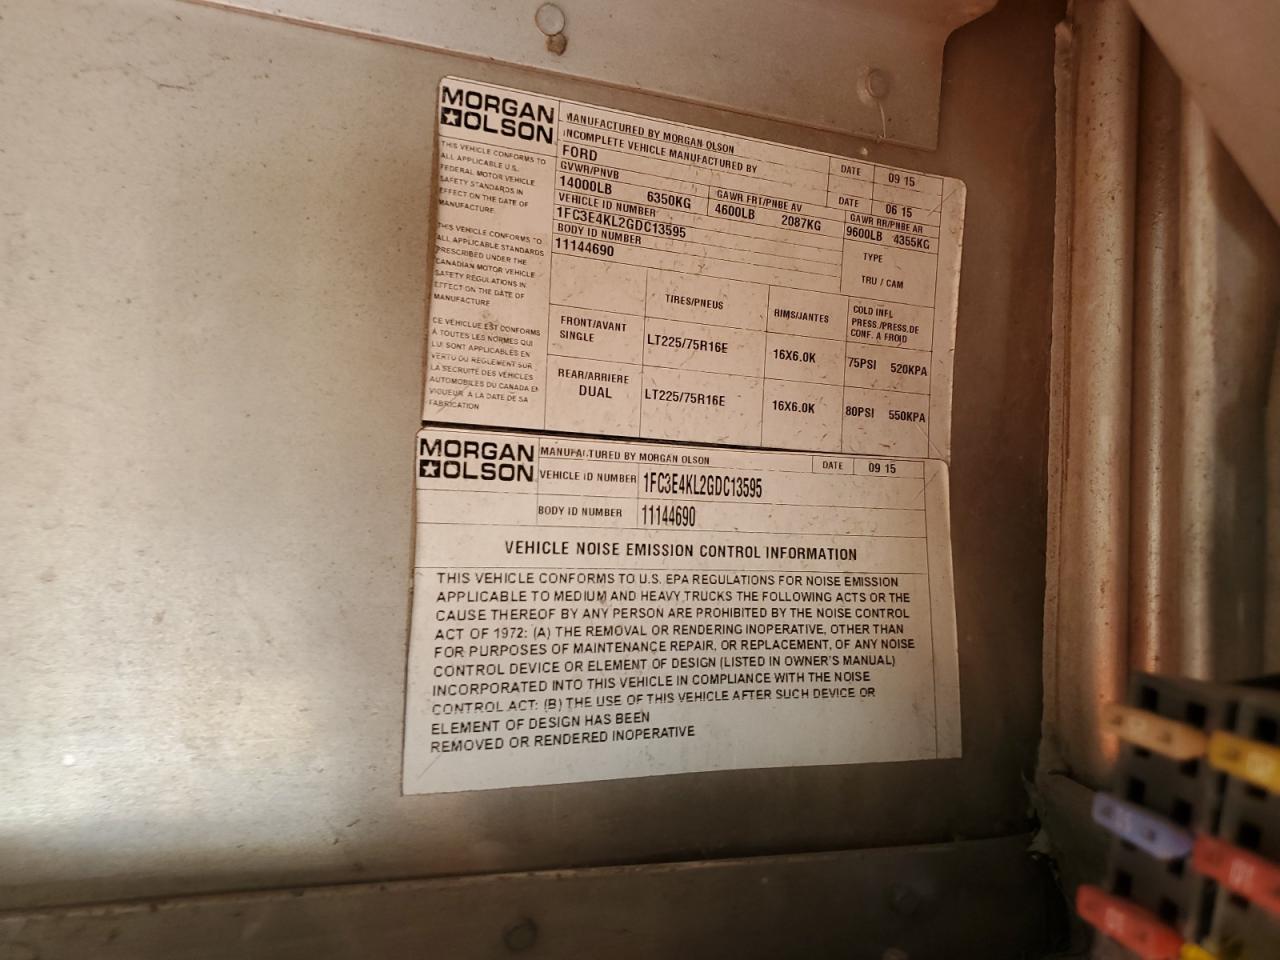 MORGAN
OLSON
MANUFACTURED BY MORGAN OLSON
DATE 09 15
INCOMPLETE VEHICLE MANUFACTURED BY
FORD
DATE 06 15
GVWR/PNVB
14000LB 6350KG
GAWR FRT/PNBE AV
4600LB 2087KG
GAWR RR/PNBE AR
9600LB 4355KG
VEHICLE ID NUMBER
1FC3E4KL2GDC13595
BODY ID NUMBER
11144690
TYPE
TRU / CAM
THIS VEHICLE CONFORMS TO
ALL APPLICABLE U.S.
FEDERAL MOTOR VEHICLE
SAFETY STANDARDS IN
EFFECT ON THE DATE OF
MANUFACTURE.
THIS VEHICLE CONFORMS TO
ALL APPLICABLE STANDARDS
PRESCRIBED UNDER THE
CANADIAN MOTOR VEHICLE
SAFETY REGULATIONS IN
EFFECT ON THE DATE OF
MANUFACTURE
CE VÉHICLUE EST CONFORMS
À TOUTES LES NORMES QUI
LUI SONT APPLICABLES EN
VERTU DU RÈGLEMENT SUR
LA SECRUITÉ DES VÉHICLES
AUTOMOBILES DU CANADA EN
VIGUEUR À LA DATE DE SA
FABRICATION
TIRES/PNEUS
RIMS/JANTES
COLD INFL
PRESS./PRESS.DE
CONF. A FROID
FRONT/AVANT
SINGLE
LT225/75R16E
16X6.0K
75PSI 520KPA
REAR/ARRIERE
DUAL
LT225/75R16E
16X6.0K
80PSI 550KPA
MORGAN
OLSON
MANUFACTURED BY MORGAN OLSON
DATE 09 15
VEHICLE ID NUMBER 1FC3E4KL2GDC13595
BODY ID NUMBER 11144690
VEHICLE NOISE EMISSION CONTROL INFORMATION
THIS VEHICLE CONFORMS TO U.S. EPA REGULATIONS FOR NOISE EMISSION
APPLICABLE TO MEDIUM AND HEAVY TRUCKS THE FOLLOWING ACTS OR THE
CAUSE THEREOF BY ANY PERSON ARE PROHIBITED BY THE NOISE CONTROL
ACT OF 1972: (A) THE REMOVAL OR RENDERING INOPERATIVE, OTHER THAN
FOR PURPOSES OF MAINTENANCE REPAIR, OR REPLACEMENT, OF ANY NOISE
CONTROL DEVICE OR ELEMENT OF DESIGN (LISTED IN OWNER'S MANUAL)
INCORPORATED INTO THIS VEHICLE IN COMPLIANCE WITH THE NOISE
CONTROL ACT: (B) THE USE OF THIS VEHICLE AFTER SUCH DEVICE OR
ELEMENT OF DESIGN HAS BEEN
REMOVED OR RENDERED INOPERATIVE